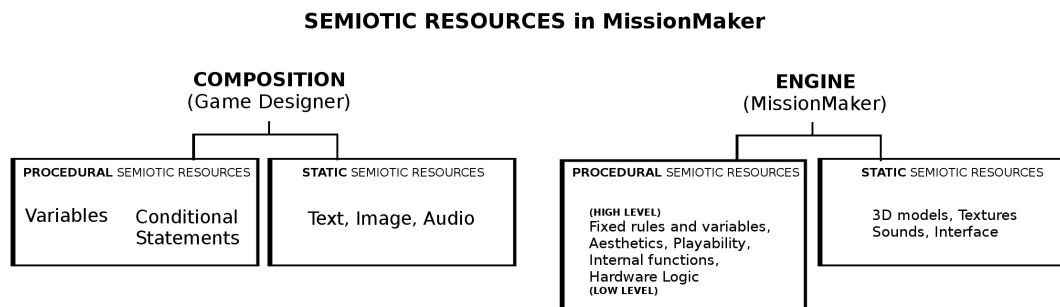 SEMIOTIC RESOURCES in MissionMaker
COMPOSITION
(Game Designer)
PROCEDURAL SEMIOTIC RESOURCES
Variables
Conditional
Statements
STATIC SEMIOTIC RESOURCES
Text, Image, Audio
ENGINE
(MissionMaker)
PROCEDURAL SEMIOTIC RESOURCES
(HIGH LEVEL)
Fixed rules and variables,
Aesthetics, Playability,
Internal functions,
Hardware Logic
(LOW LEVEL)
STATIC SEMIOTIC RESOURCES
3D models, Textures
Sounds, Interface